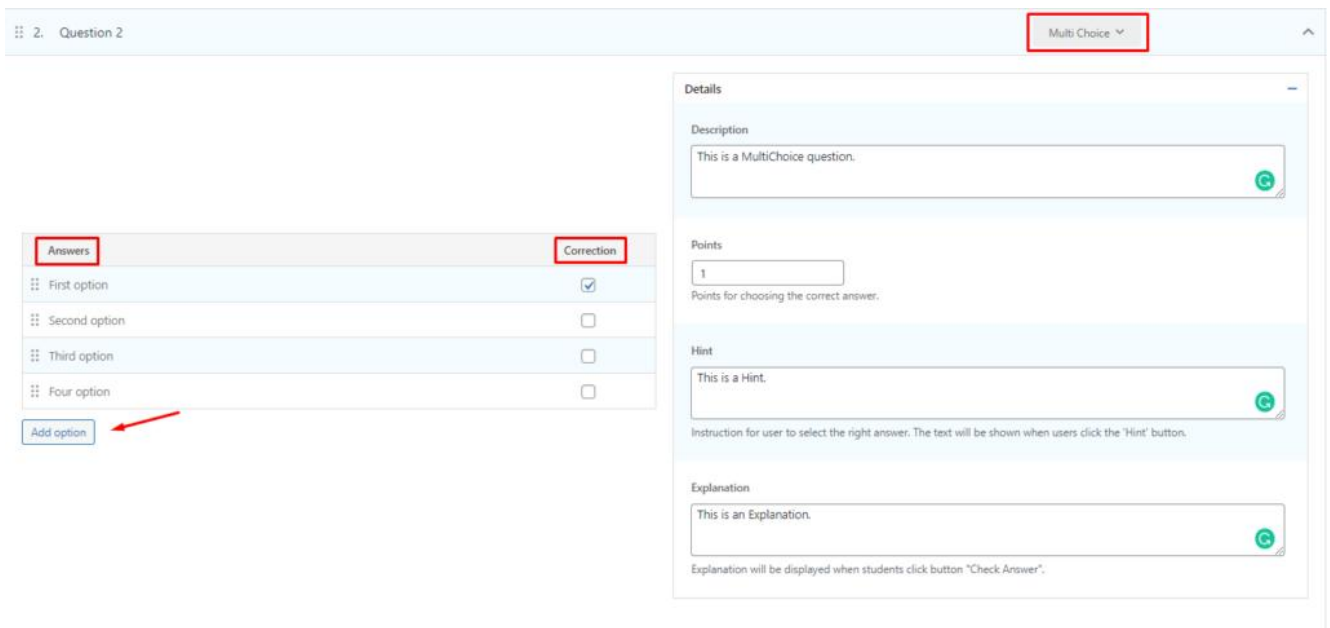 2. Question 2
Multi Choice
Answers
Correction
First option
Second option
Third option
Four option
Add option
Details
Description
This is a MultiChoice question.
Points
1
Points for choosing the correct answer.
Hint
This is a Hint.
Instruction for user to select the right answer. The text will be shown when users click the 'Hint' button.
Explanation
This is an Explanation.
Explanation will be displayed when students click button "Check Answer".